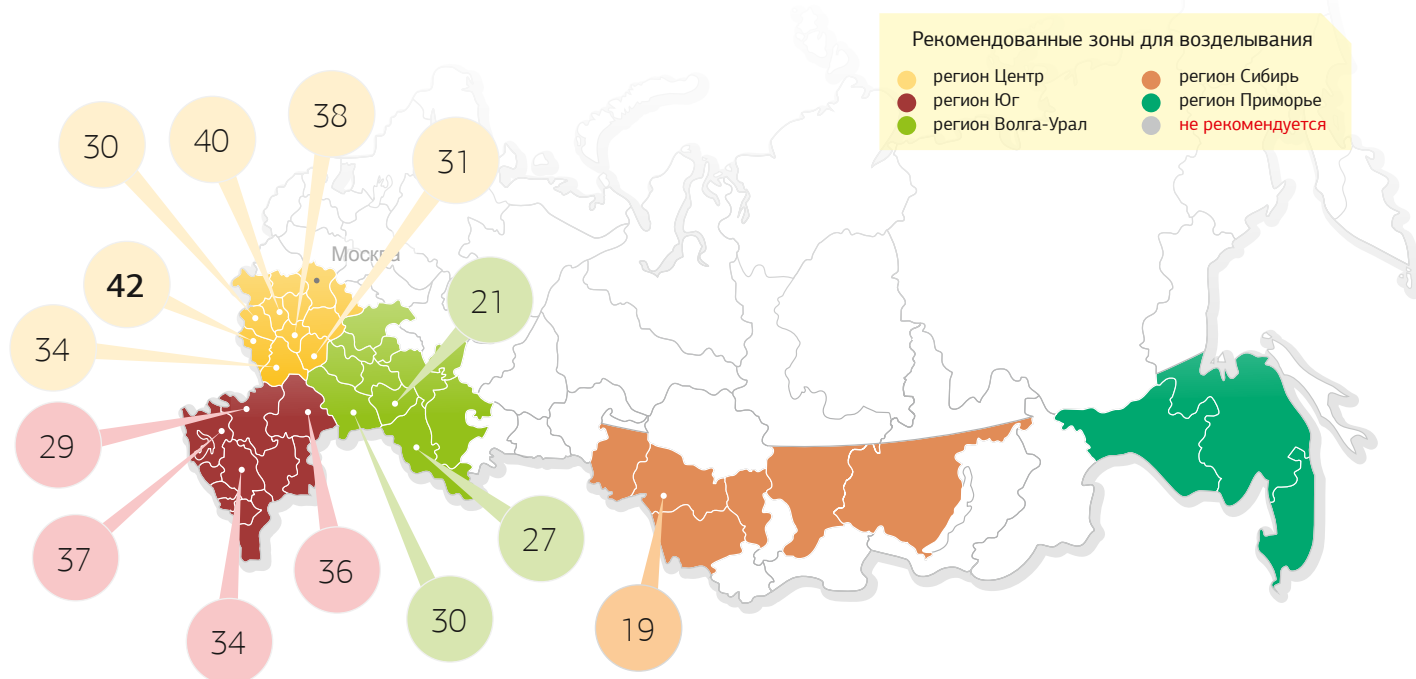 Рекомендованные зоны для возделывания
регион Центр
регион Юг
регион Волга-Урал
регион Сибирь
регион Приморье
не рекомендуется
38
40
30
31
Москва
42
21
34
29
27
37
36
30
19
34